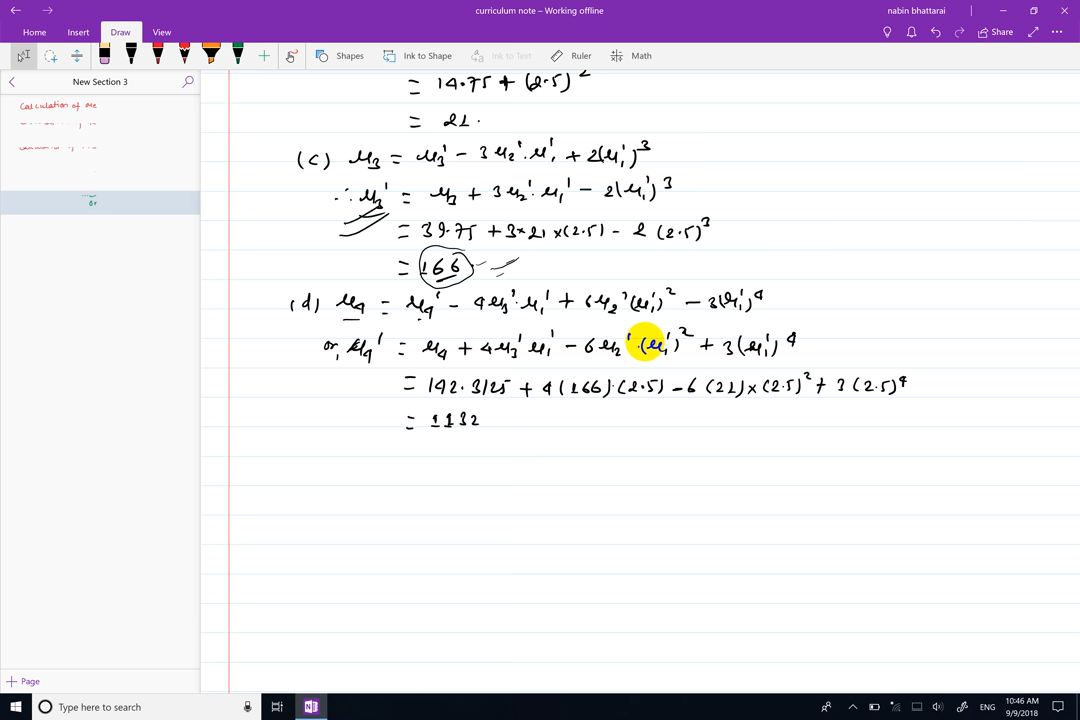 curriculum note – Working offline
nabin bhattarai
Home Insert Draw View
Share
Shapes Ink to Shape Ink to Text Ruler Math
New Section 3
Calculation of
= 14.75 + (2.5)²
= 21.
(c) μ₃ = μ₃' - 3μ₂'.μ₁' + 2(μ₁')³
∴ μ₃' = μ₃ + 3μ₂'.μ₁' - 2(μ₁')³
= 39.75 + 3×21×(2.5) - 2(2.5)³
= 166
(d) μ₄ = μ₄' - 4μ₃'.μ₁' + 6μ₂'(μ₁')² - 3(μ₁')⁴
or, μ₄' = μ₄ + 4μ₃'μ₁' - 6μ₂'.(μ₁')² + 3(μ₁')⁴
= 142.3125 + 4(166).(2.5) - 6(21)×(2.5)² + 3(2.5)⁴
= 1132
Page
Type here to search
ENG
10:46 AM
9/9/2018